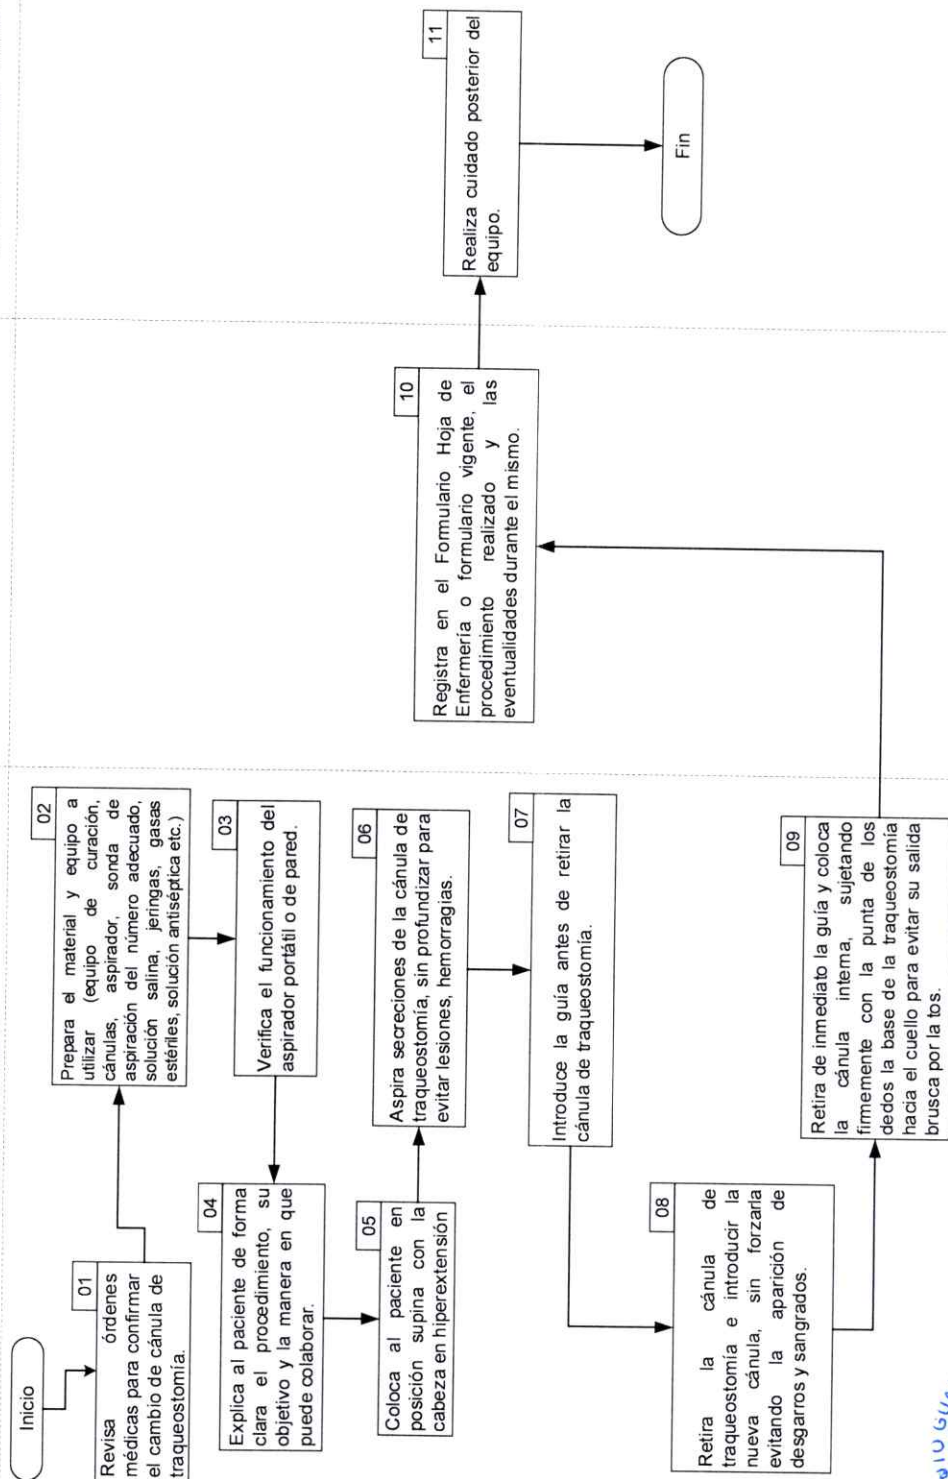 Inicio
01
Revisa órdenes
médicas para confirmar
el cambio de cánula de
traqueostomía.
02
Prepara el material y equipo a
utilizar (equipo de curación,
cánulas, aspirador, sonda de
aspiración del número adecuado,
solución salina, jeringas, gasas
estériles, solución antiséptica etc.)
03
Verifica el funcionamiento del
aspirador portátil o de pared.
04
Explica al paciente de forma
clara el procedimiento, su
objetivo y la manera en que
puede colaborar.
05
Coloca al paciente en
posición supina con la
cabeza en hiperextensión
06
Aspira secreciones de la cánula de
traqueostomía, sin profundizar para
evitar lesiones, hemorragias.
07
Introduce la guía antes de retirar la
cánula de traqueostomía.
08
Retira la cánula de
traqueostomía e introducir la
nueva cánula, sin forzarla
evitando la aparición de
desgarros y sangrados.
09
Retira de inmediato la guía y coloca
la cánula interna, sujetando
firmemente con la punta de los
dedos la base de la traqueostomía
hacia el cuello para evitar su salida
brusca por la tos.
10
Registra en el Formulario Hoja de
Enfermería o formulario vigente, el
procedimiento realizado y las
eventualidades durante el mismo.
11
Realiza cuidado posterior del
equipo.
Fin